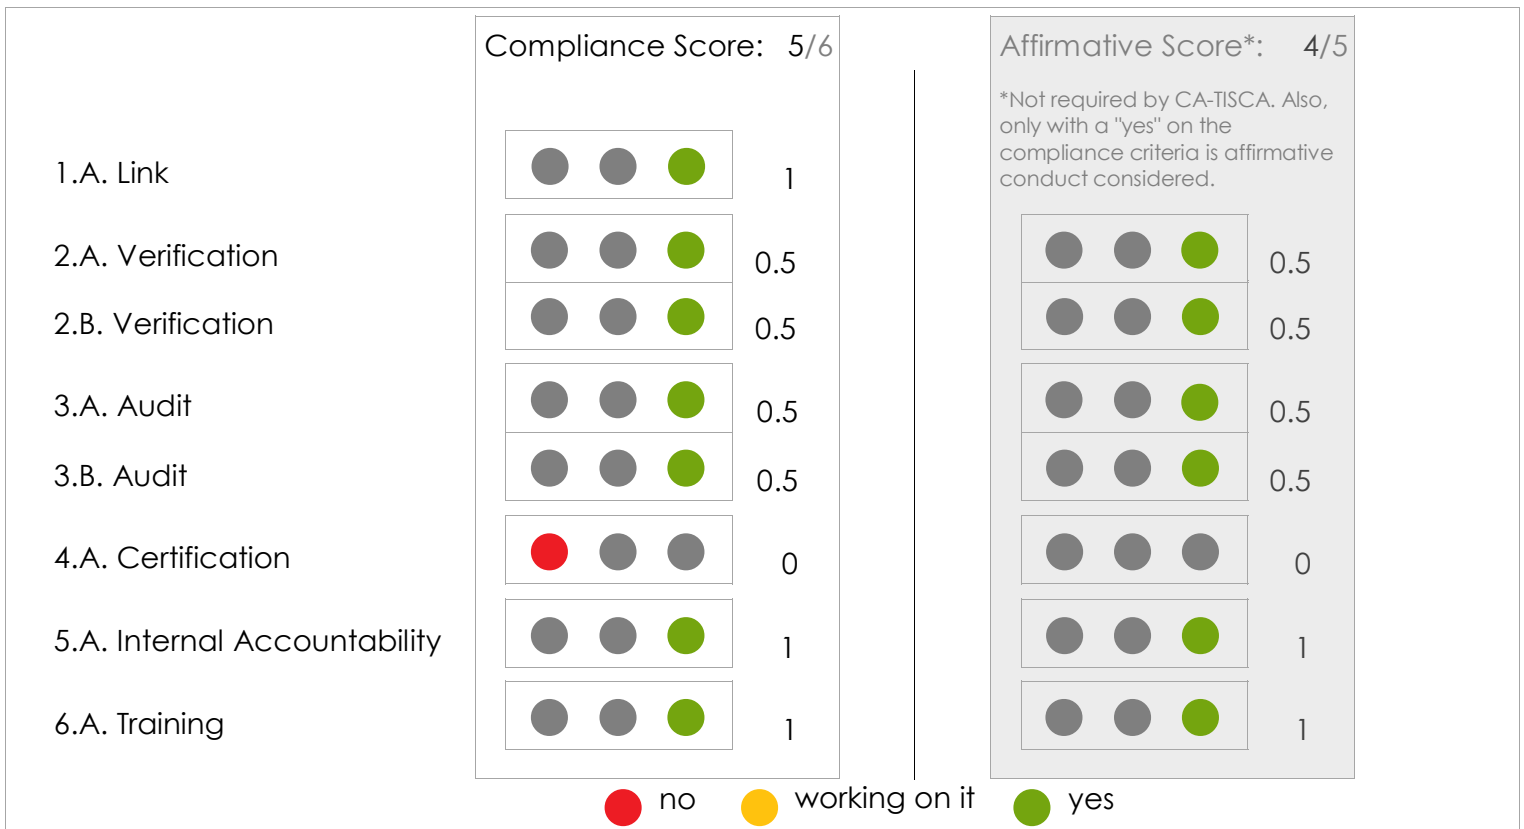 Compliance Score: 5/6
Affirmative Score*: 4/5
*Not required by CA-TISCA. Also,
only with a "yes" on the
compliance criteria is affirmative
conduct considered.
1.A. Link 1
2.A. Verification 0.5 0.5
2.B. Verification 0.5 0.5
3.A. Audit 0.5 0.5
3.B. Audit 0.5 0.5
4.A. Certification 0 0
5.A. Internal Accountability 1 1
6.A. Training 1 1
no working on it yes